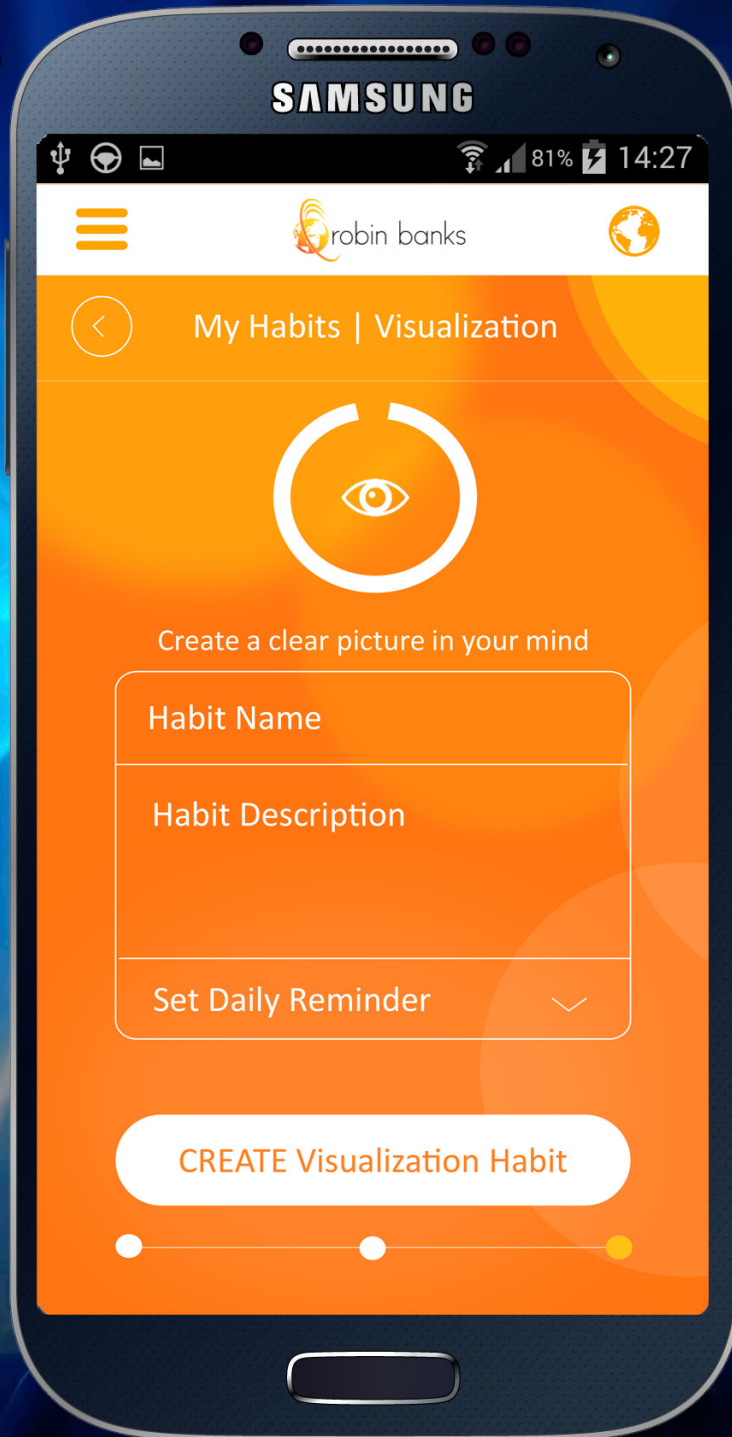 SAMSUNG
81% 14:27
robin banks
My Habits | Visualization
Create a clear picture in your mind
Habit Name
Habit Description
Set Daily Reminder
CREATE Visualization Habit